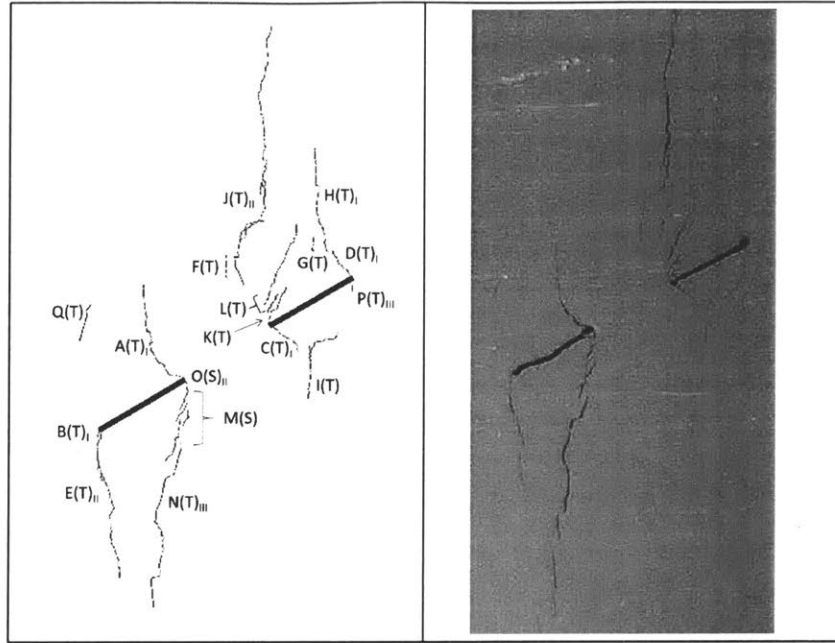 J(T)II
H(T)I
F(T)
G(T)
D(T)I
L(T)
P(T)III
Q(T)
K(T)
A(T)I
C(T)I
O(S)II
I(T)
B(T)I
M(S)
E(T)II
N(T)III